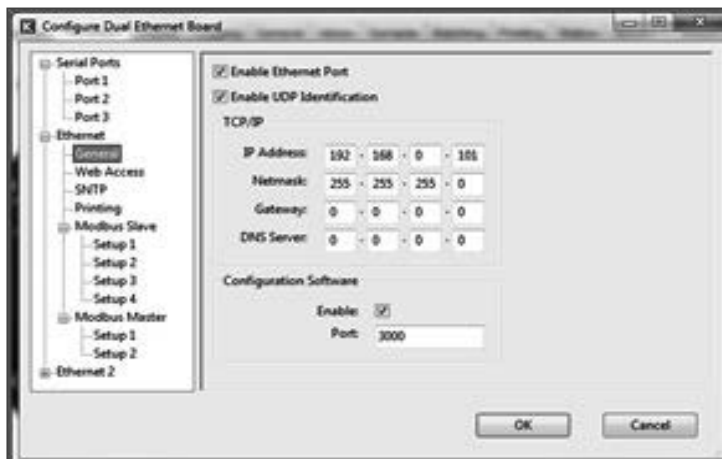 Configure Dual Ethernet Board
Serial Ports
Port 1
Port 2
Port 3
Ethernet
General
Web Access
SNTP
Printing
Modbus Slave
Setup 1
Setup 2
Setup 3
Setup 4
Modbus Master
Setup 1
Setup 2
Ethernet 2
Enable Ethernet Port
Enable UDP Identification
TCP/IP
IP Address: 192 - 168 - 0 - 101
Netmask: 255 - 255 - 255 - 0
Gateway: 0 - 0 - 0 - 0
DNS Server: 0 - 0 - 0 - 0
Configuration Software
Enable:
Port: 3000
OK
Cancel